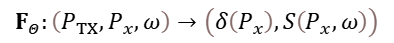 𝐅_Θ: (P_TX, P_x, ω) → (δ(P_x), S(P_x, ω))